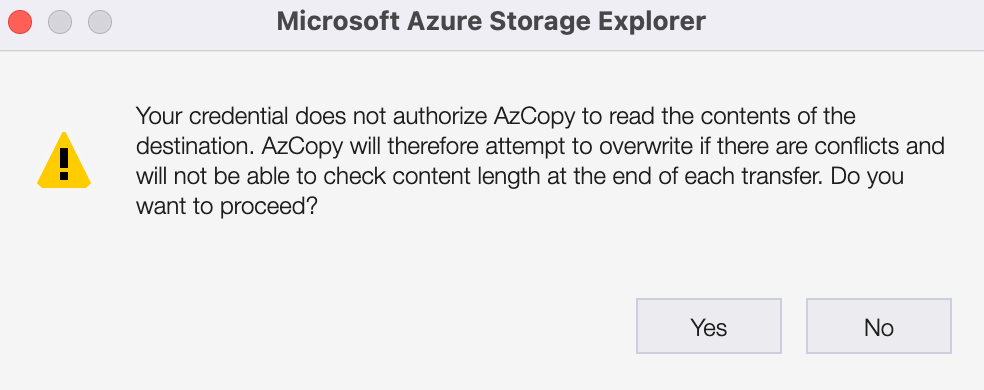 Microsoft Azure Storage Explorer
Your credential does not authorize AzCopy to read the contents of the
destination. AzCopy will therefore attempt to overwrite if there are conflicts and
will not be able to check content length at the end of each transfer. Do you
want to proceed?
Yes
No